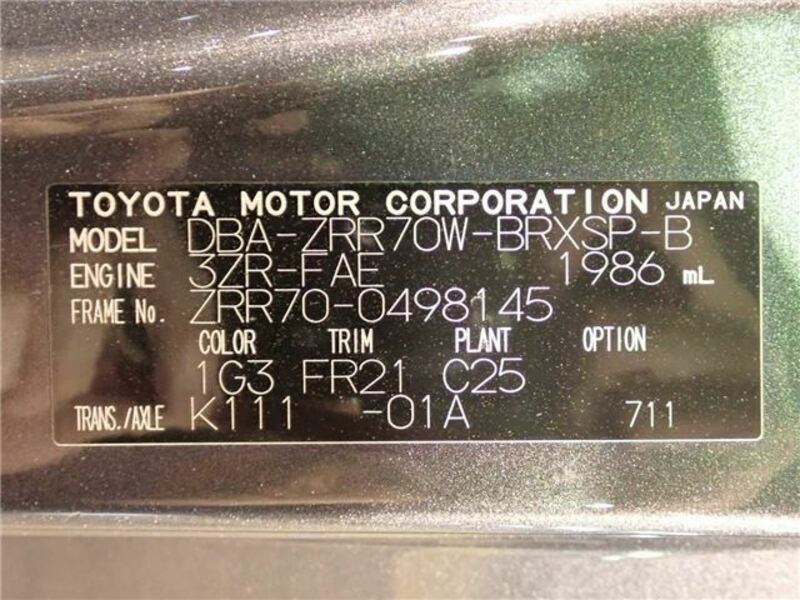 TOYOTA MOTOR CORPORATION JAPAN
MODEL DBA-ZRR70W-BRXSP-B
ENGINE 3ZR-FAE 1986 mL
FRAME No. ZRR70-0498145
COLOR TRIM PLANT OPTION
1G3 FR21 C25
TRANS./AXLE K111 -01A 711